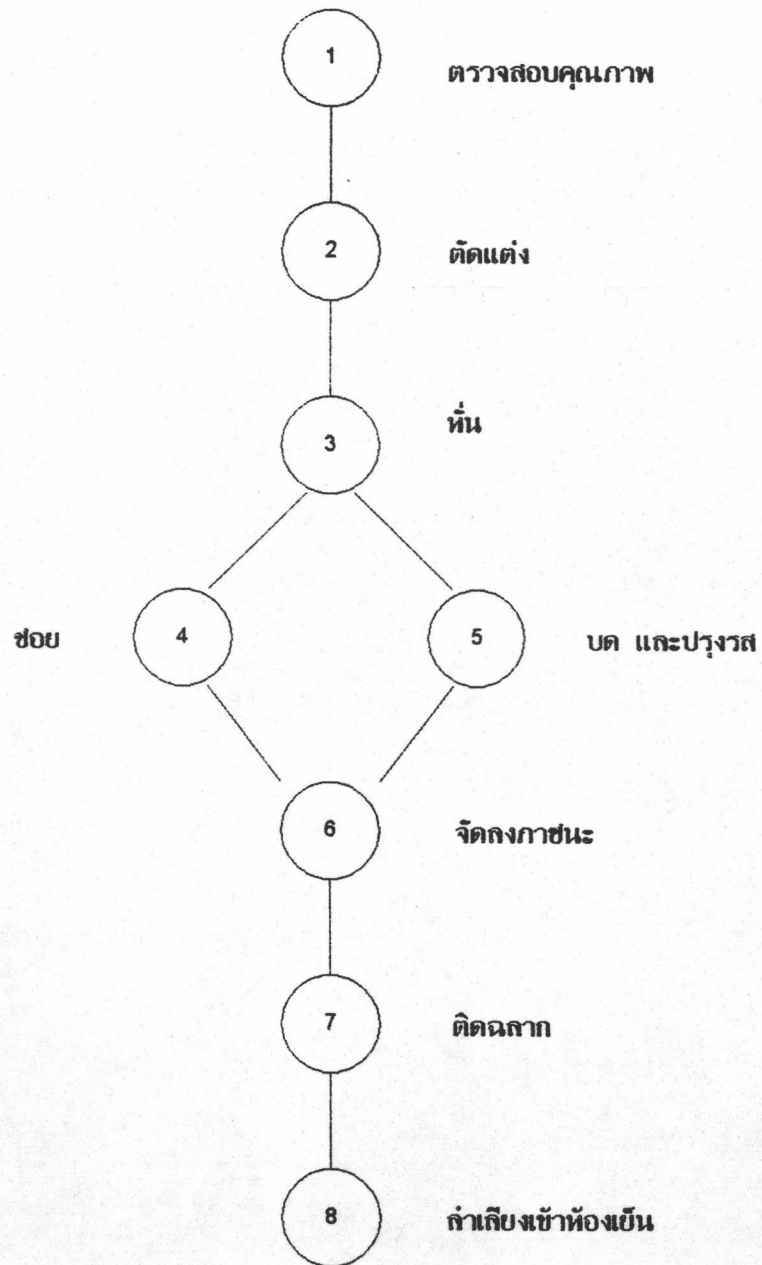 1
ตรวจสอบคุณภาพ
2
ตัดแต่ง
3
หั่น
ซอย
4
5
บด และปรุงรส
6
จัดลงภาชนะ
7
ติดฉลาก
8
ลำเลียงเข้าห้องเย็น